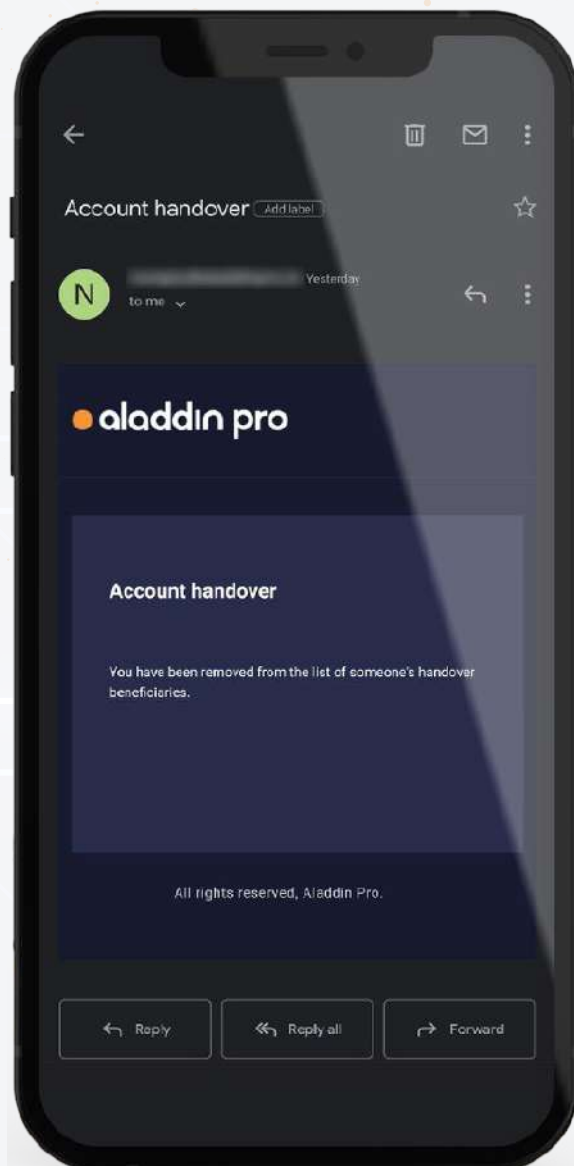 Account handover Add label
N
Yesterday
to me
aladdin pro
Account handover
You have been removed from the list of someone's handover
beneficiaries.
All rights reserved, Aladdin Pro.
Reply Reply all Forward